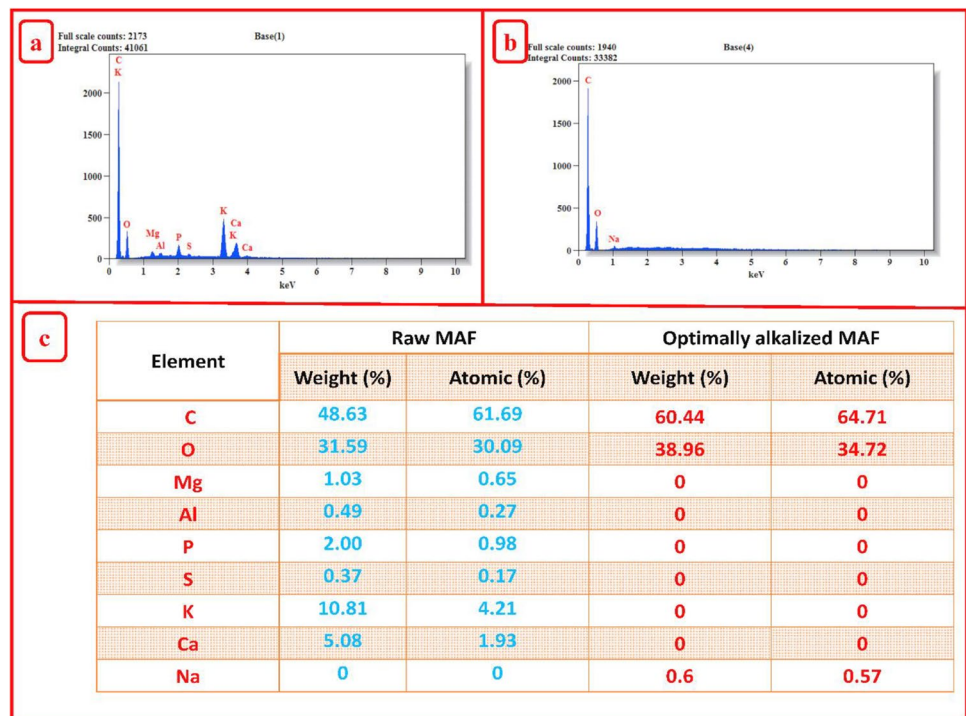 a
Full scale counts: 2173
Integral Counts: 41061
Base(1)
C
K
2000
1500
1000
500
0
O
Mg
Al
P
S
K
Ca
K
Ca
0 1 2 3 4 5 6 7 8 9 10
keV
b
Full scale counts: 1940
Integral Counts: 33382
Base(4)
C
2000
1500
1000
500
0
O
Na
0 1 2 3 4 5 6 7 8 9 10
keV
c
Element Raw MAF Optimally alkalized MAF
Weight (%) Atomic (%) Weight (%) Atomic (%)
C 48.63 61.69 60.44 64.71
O 31.59 30.09 38.96 34.72
Mg 1.03 0.65 0 0
Al 0.49 0.27 0 0
P 2.00 0.98 0 0
S 0.37 0.17 0 0
K 10.81 4.21 0 0
Ca 5.08 1.93 0 0
Na 0 0 0.6 0.57